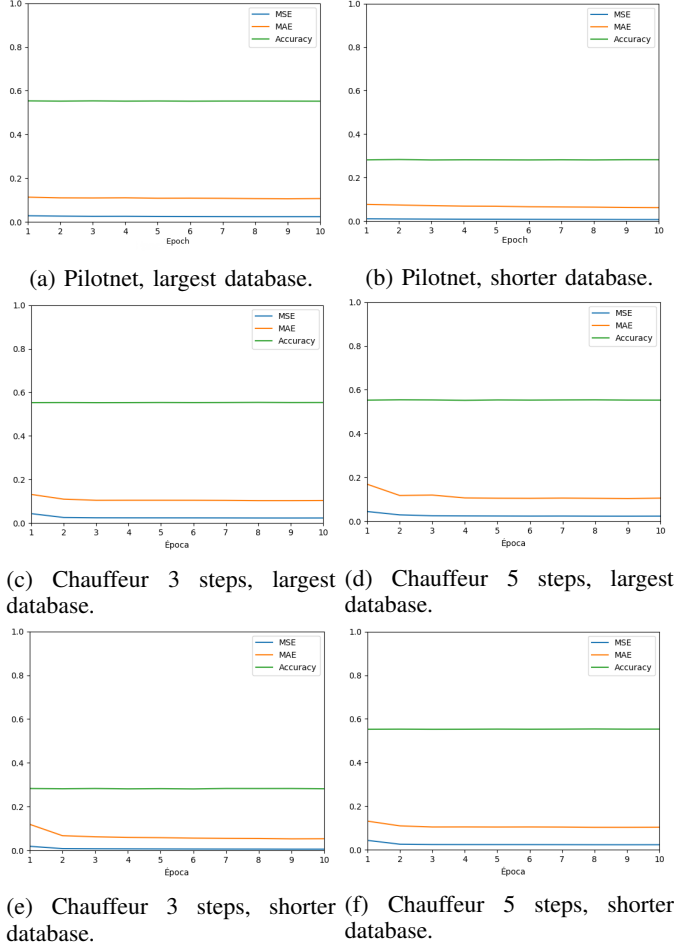 1.0
0.8
0.6
0.4
0.2
0.0
MSE
MAE
Accuracy
1 2 3 4 5 6 7 8 9 10
Epoch
(a) Pilotnet, largest database.
1.0
0.8
0.6
0.4
0.2
0.0
MSE
MAE
Accuracy
1 2 3 4 5 6 7 8 9 10
Epoch
(b) Pilotnet, shorter database.
1.0
0.8
0.6
0.4
0.2
0.0
MSE
MAE
Accuracy
1 2 3 4 5 6 7 8 9 10
Época
(c) Chauffeur 3 steps, largest
database.
1.0
0.8
0.6
0.4
0.2
0.0
MSE
MAE
Accuracy
1 2 3 4 5 6 7 8 9 10
Época
(d) Chauffeur 5 steps, largest
database.
1.0
0.8
0.6
0.4
0.2
0.0
MSE
MAE
Accuracy
1 2 3 4 5 6 7 8 9 10
Época
(e) Chauffeur 3 steps, shorter
database.
1.0
0.8
0.6
0.4
0.2
0.0
MSE
MAE
Accuracy
1 2 3 4 5 6 7 8 9 10
Época
(f) Chauffeur 5 steps, shorter
database.